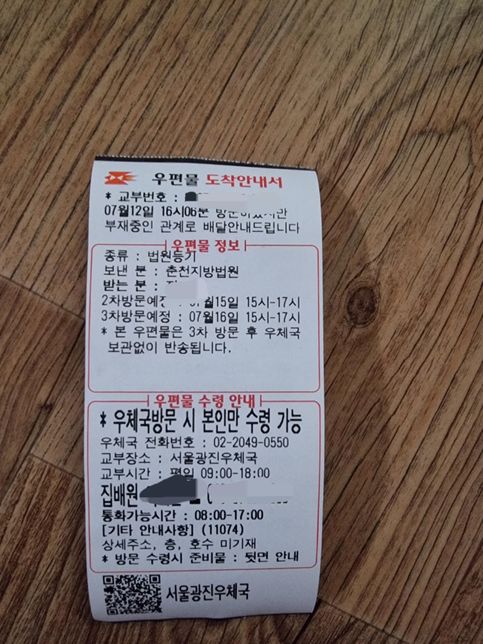 우편물 도착안내서
* 교부번호 :
07월12일 16시06분 방문하였지만
부재중인 관계로 배달안내드립니다
우편물 정보
종류 : 법원등기
보낸 분 : 춘천지방법원
받는 분 :
2차방문예정 : 07월15일 15시-17시
3차방문예정 : 07월16일 15시-17시
* 본 우편물은 3차 방문 후 우체국
보관없이 반송됩니다.
우편물 수령 안내
* 우체국방문 시 본인만 수령 가능
우체국 전화번호 : 02-2049-0550
교부장소 : 서울광진우체국
교부시간 : 평일 09:00-18:00
집배원
통화가능시간 : 08:00-17:00
[기타 안내사항] (11074)
상세주소, 층, 호수 미기재
* 방문 수령시 준비물 : 뒷면 안내
서울광진우체국